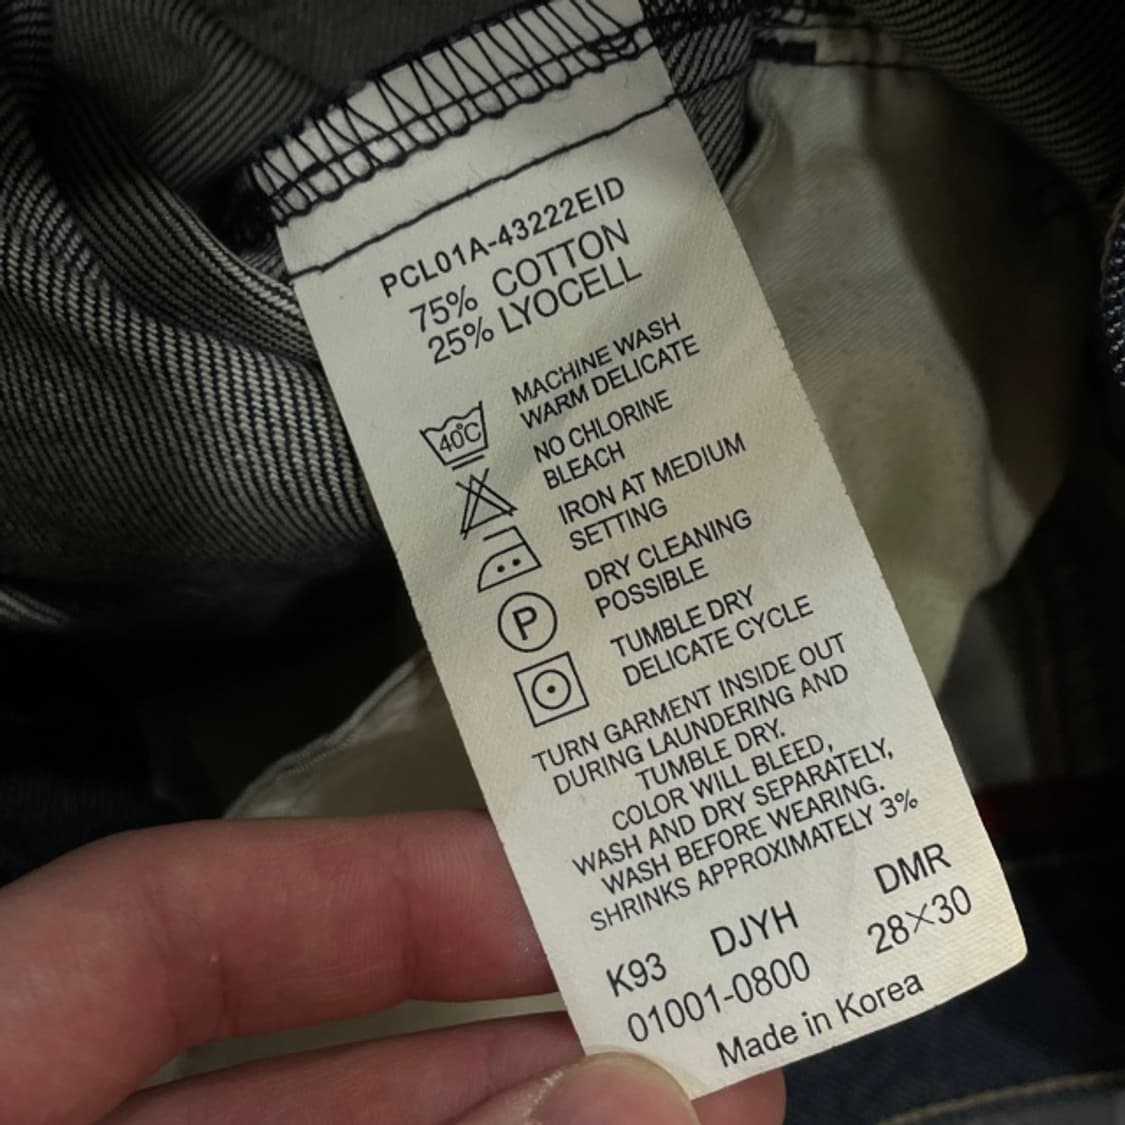 PCL01A-43222EID
75% COTTON
25% LYOCELL
40°C
MACHINE WASH
WARM DELICATE
NO CHLORINE
BLEACH
IRON AT MEDIUM
SETTING
P
DRY CLEANING
POSSIBLE
TUMBLE DRY
DELICATE CYCLE
TURN GARMENT INSIDE OUT
DURING LAUNDERING AND
TUMBLE DRY.
COLOR WILL BLEED,
WASH AND DRY SEPARATELY,
WASH BEFORE WEARING.
SHRINKS APPROXIMATELY 3%
K93 DJYH DMR
01001-0800 28×30
Made in Korea